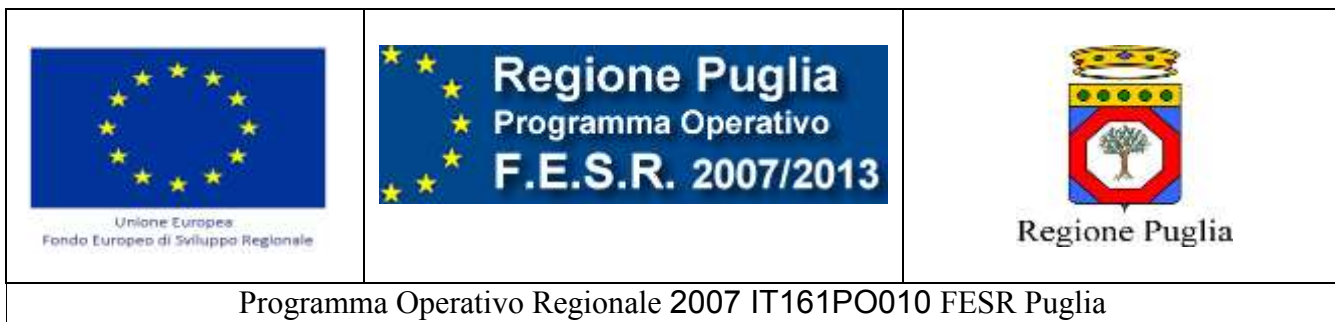 Unione Europea
Fondo Europeo di Sviluppo Regionale
Regione Puglia
Programma Operativo
F.E.S.R. 2007/2013
Regione Puglia
Programma Operativo Regionale 2007 IT161PO010 FESR Puglia